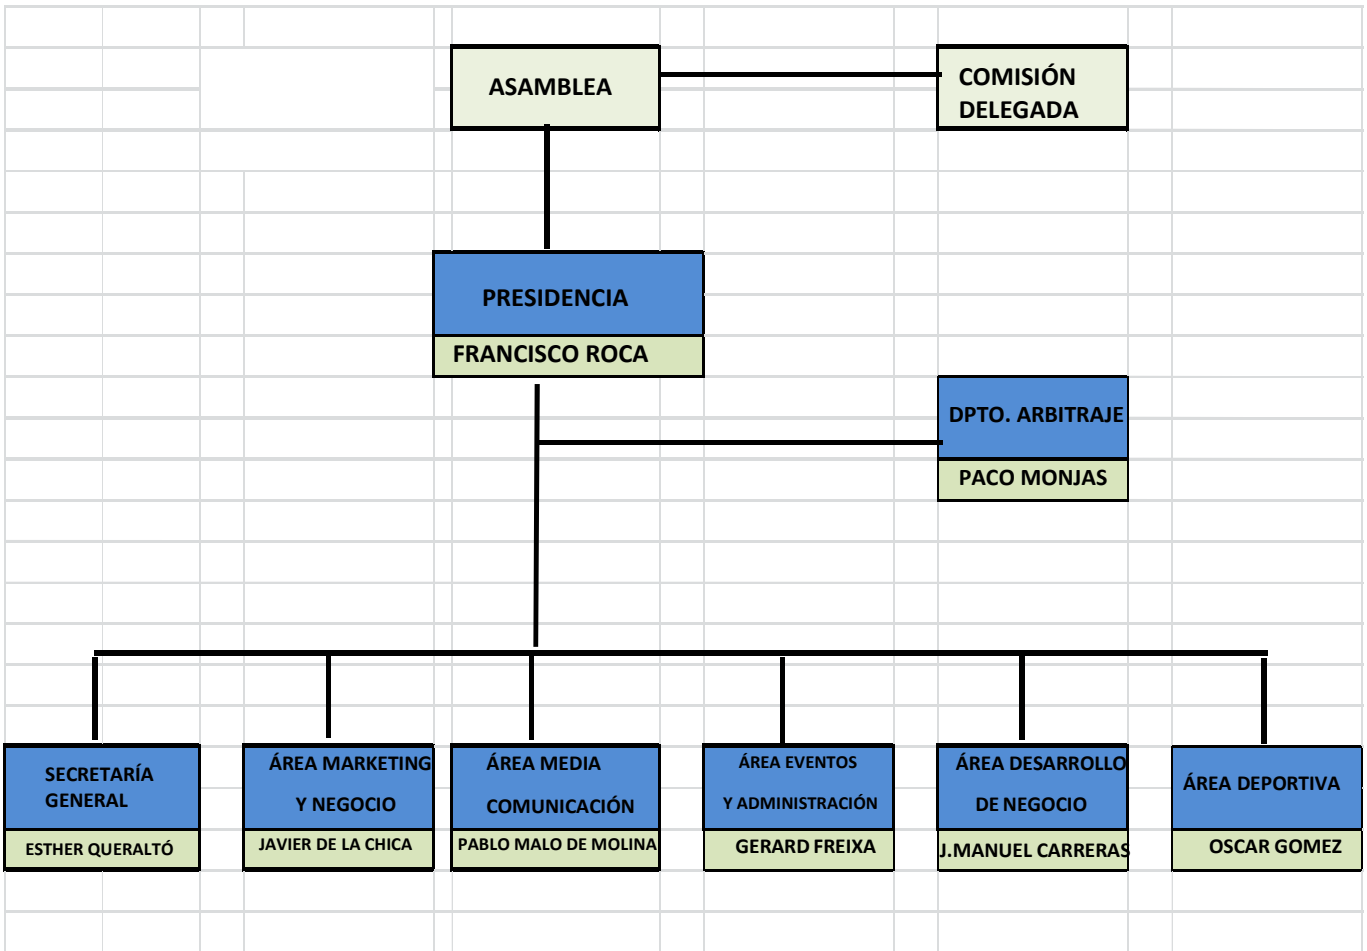 ASAMBLEA
COMISIÓN
DELEGADA
PRESIDENCIA
FRANCISCO ROCA
DPTO. ARBITRAJE
PACO MONJAS
SECRETARÍA
GENERAL
ESTHER QUERALTÓ
ÁREA MARKETING
Y NEGOCIO
JAVIER DE LA CHICA
ÁREA MEDIA
COMUNICACIÓN
PABLO MALO DE MOLINA
ÁREA EVENTOS
Y ADMINISTRACIÓN
GERARD FREIXA
ÁREA DESARROLLO
DE NEGOCIO
J.MANUEL CARRERAS
ÁREA DEPORTIVA
OSCAR GOMEZ